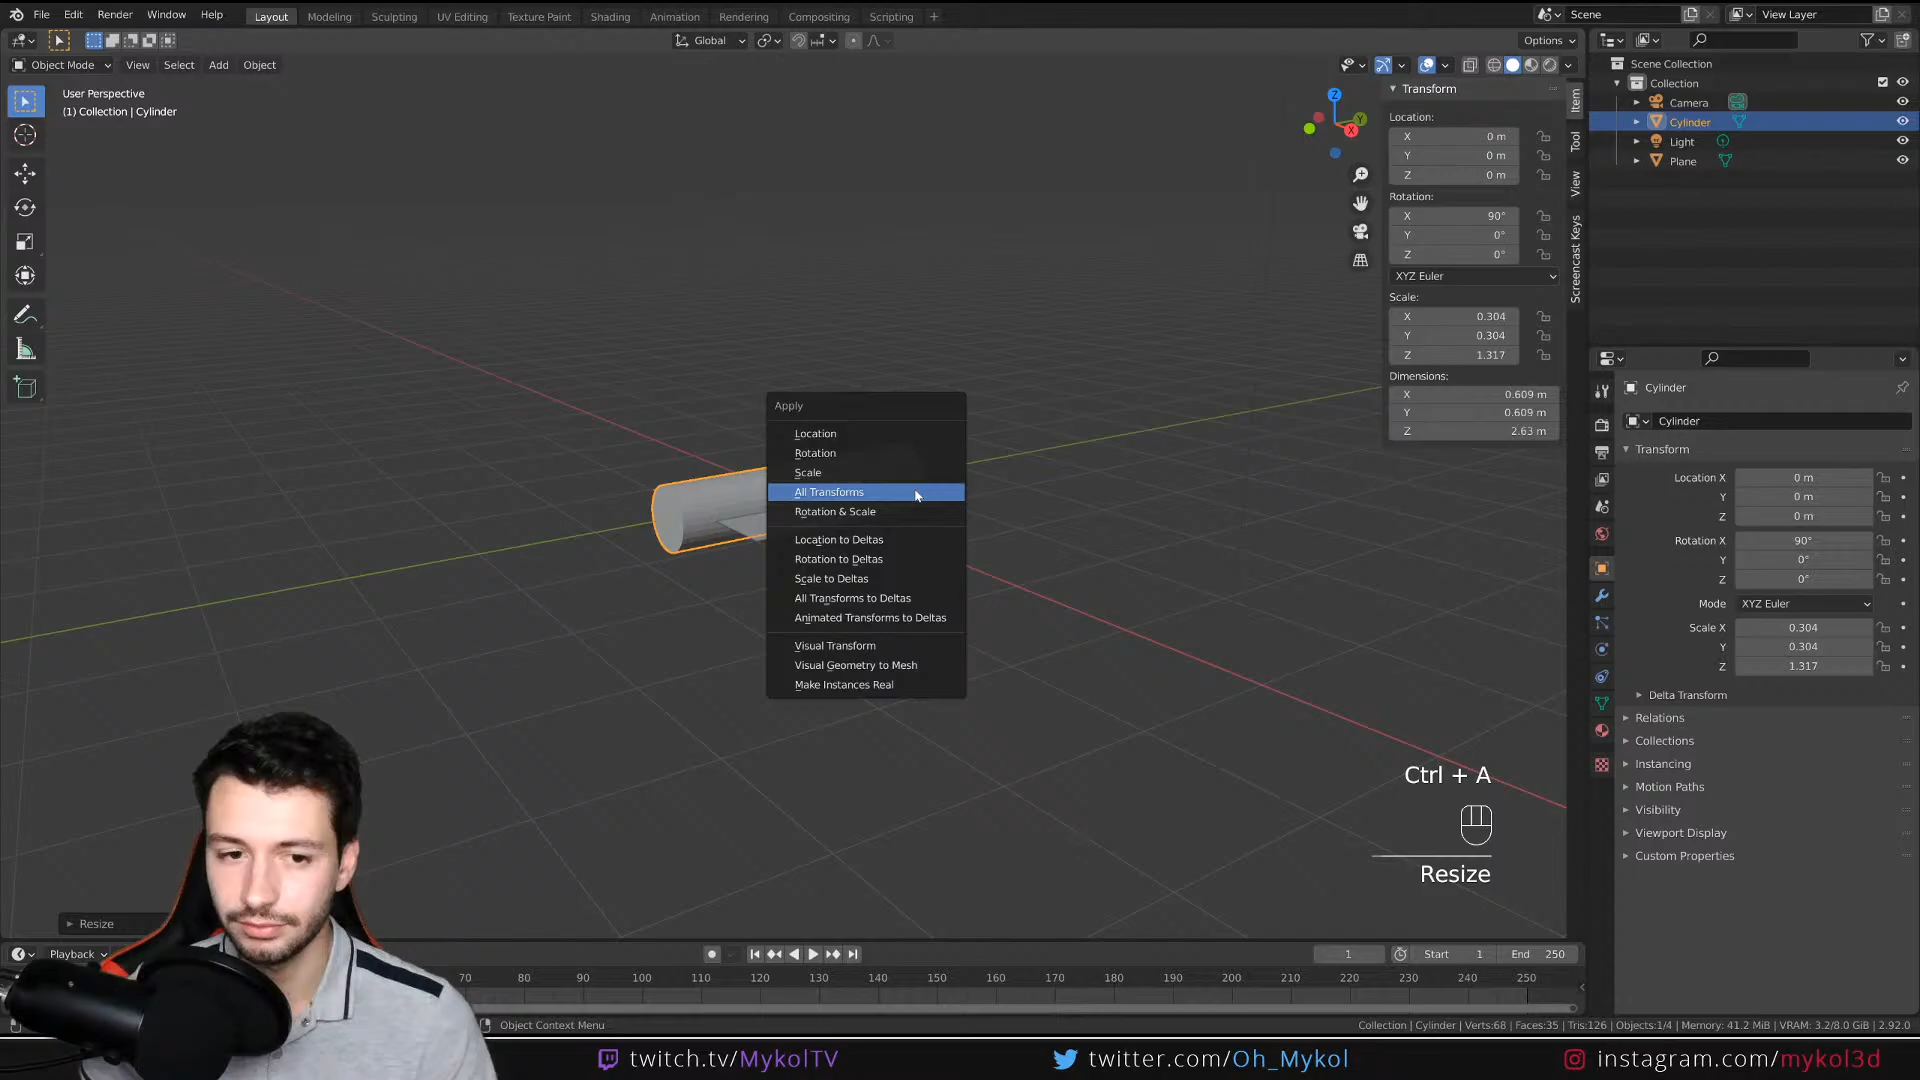 File Edit Render Window Help Layout Modeling Sculpting UV Editing Texture Paint Shading Animation Rendering Compositing Scripting + Scene View Layer
Global Options
Object Mode View Select Add Object
User Perspective
(1) Collection | Cylinder
Z
Y
X
Transform
Location:
X 0 m
Y 0 m
Z 0 m
Rotation:
X 90°
Y 0°
Z 0°
XYZ Euler
Scale:
X 0.304
Y 0.304
Z 1.317
Dimensions:
X 0.609 m
Y 0.609 m
Z 2.63 m
Item
Tool
View
Screencast Keys
Scene Collection
Collection
Camera
Cylinder
Light
Plane
Apply
Location
Rotation
Scale
All Transforms
Rotation & Scale
Location to Deltas
Rotation to Deltas
Scale to Deltas
All Transforms to Deltas
Animated Transforms to Deltas
Visual Transform
Visual Geometry to Mesh
Make Instances Real
Cylinder
Cylinder
Transform
Location X 0 m
Y 0 m
Z 0 m
Rotation X 90°
Y 0°
Z 0°
Mode XYZ Euler
Scale X 0.304
Y 0.304
Z 1.317
Delta Transform
Relations
Collections
Instancing
Motion Paths
Visibility
Viewport Display
Custom Properties
Ctrl + A
Resize
Resize
Playback 1 Start 1 End 250
70 80 90 100 110 120 130 140 150 160 170 180 190 200 210 220 230 240 250
Object Context Menu Collection | Cylinder | Verts:68 | Faces:35 | Tris:126 | Objects:1/4 | Memory: 41.2 MiB | VRAM: 3.2/8.0 GiB | 2.92.0
twitch.tv/MykolTV twitter.com/Oh_Mykol instagram.com/mykol3d